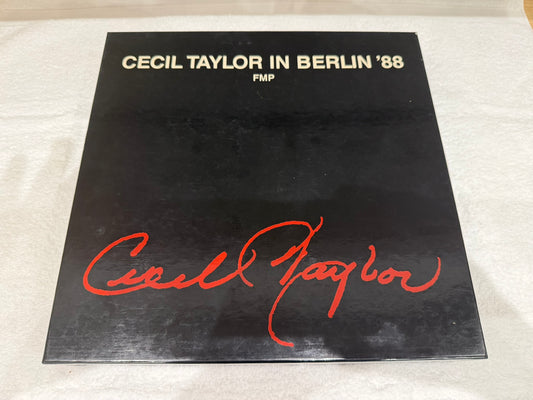 CECIL TAYLOR IN BERLIN '88
FMP
Cecil Taylor